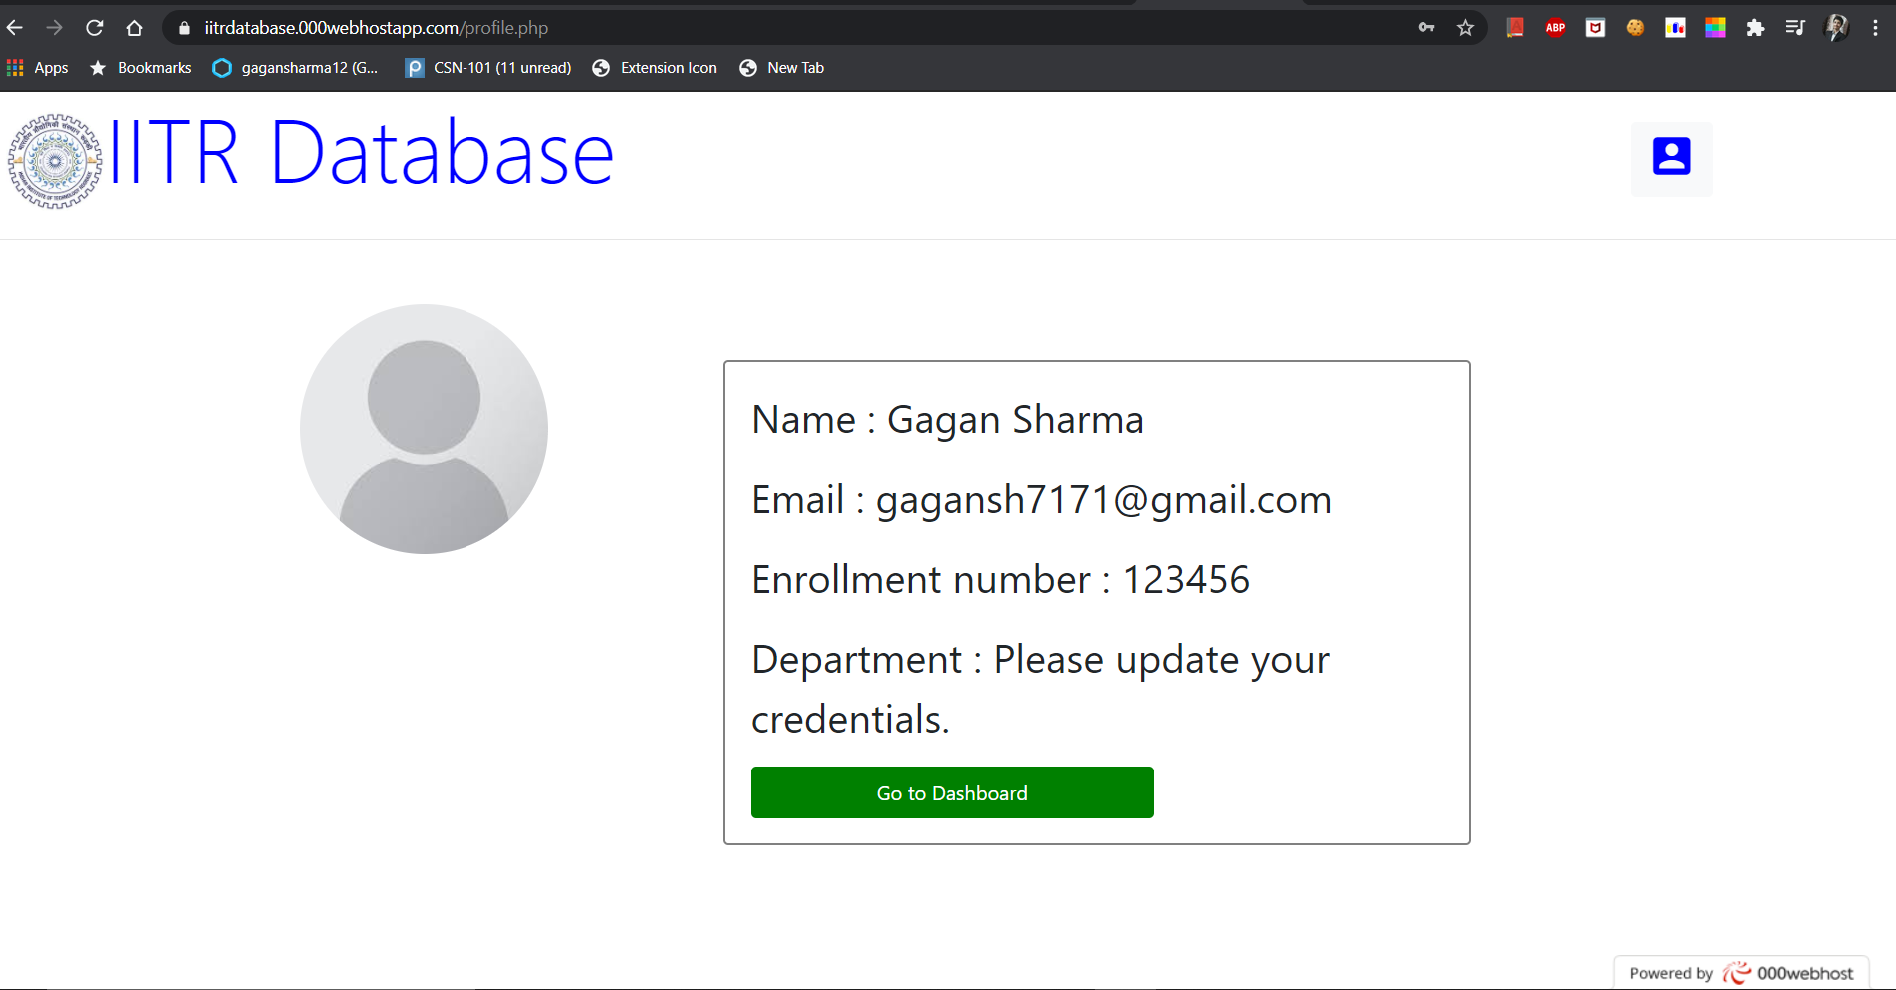 iitrdatabase.000webhostapp.com/profile.php
ABP
Apps
Bookmarks
gagansharma12 (G...
CSN-101 (11 unread)
Extension Icon
New Tab
IITR Database
Name : Gagan Sharma
Email : gagansh7171@gmail.com
Enrollment number : 123456
Department : Please update your
credentials.
Go to Dashboard
Powered by 000webhost